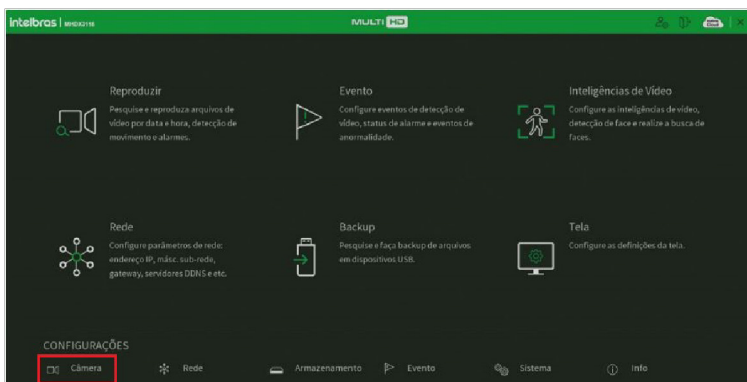 intelbras | MHDX3116
MULTI HD
Reproduzir
Pesquise e reproduza arquivos de
vídeo por data e hora, detecção de
movimento e alarmes.
Evento
Configure eventos de detecção de
vídeo, status de alarme e eventos de
anormalidade.
Inteligências de Vídeo
Configure as inteligências de vídeo,
detecção de face e realize a busca de
faces.
Rede
Configure parâmetros de rede:
endereço IP, másc. sub-rede,
gateway, servidores DDNS e etc.
Backup
Pesquise e faça backup de arquivos
em dispositivos USB.
Tela
Configure as definições da tela.
CONFIGURAÇÕES
Câmera Rede Armazenamento Evento Sistema Info